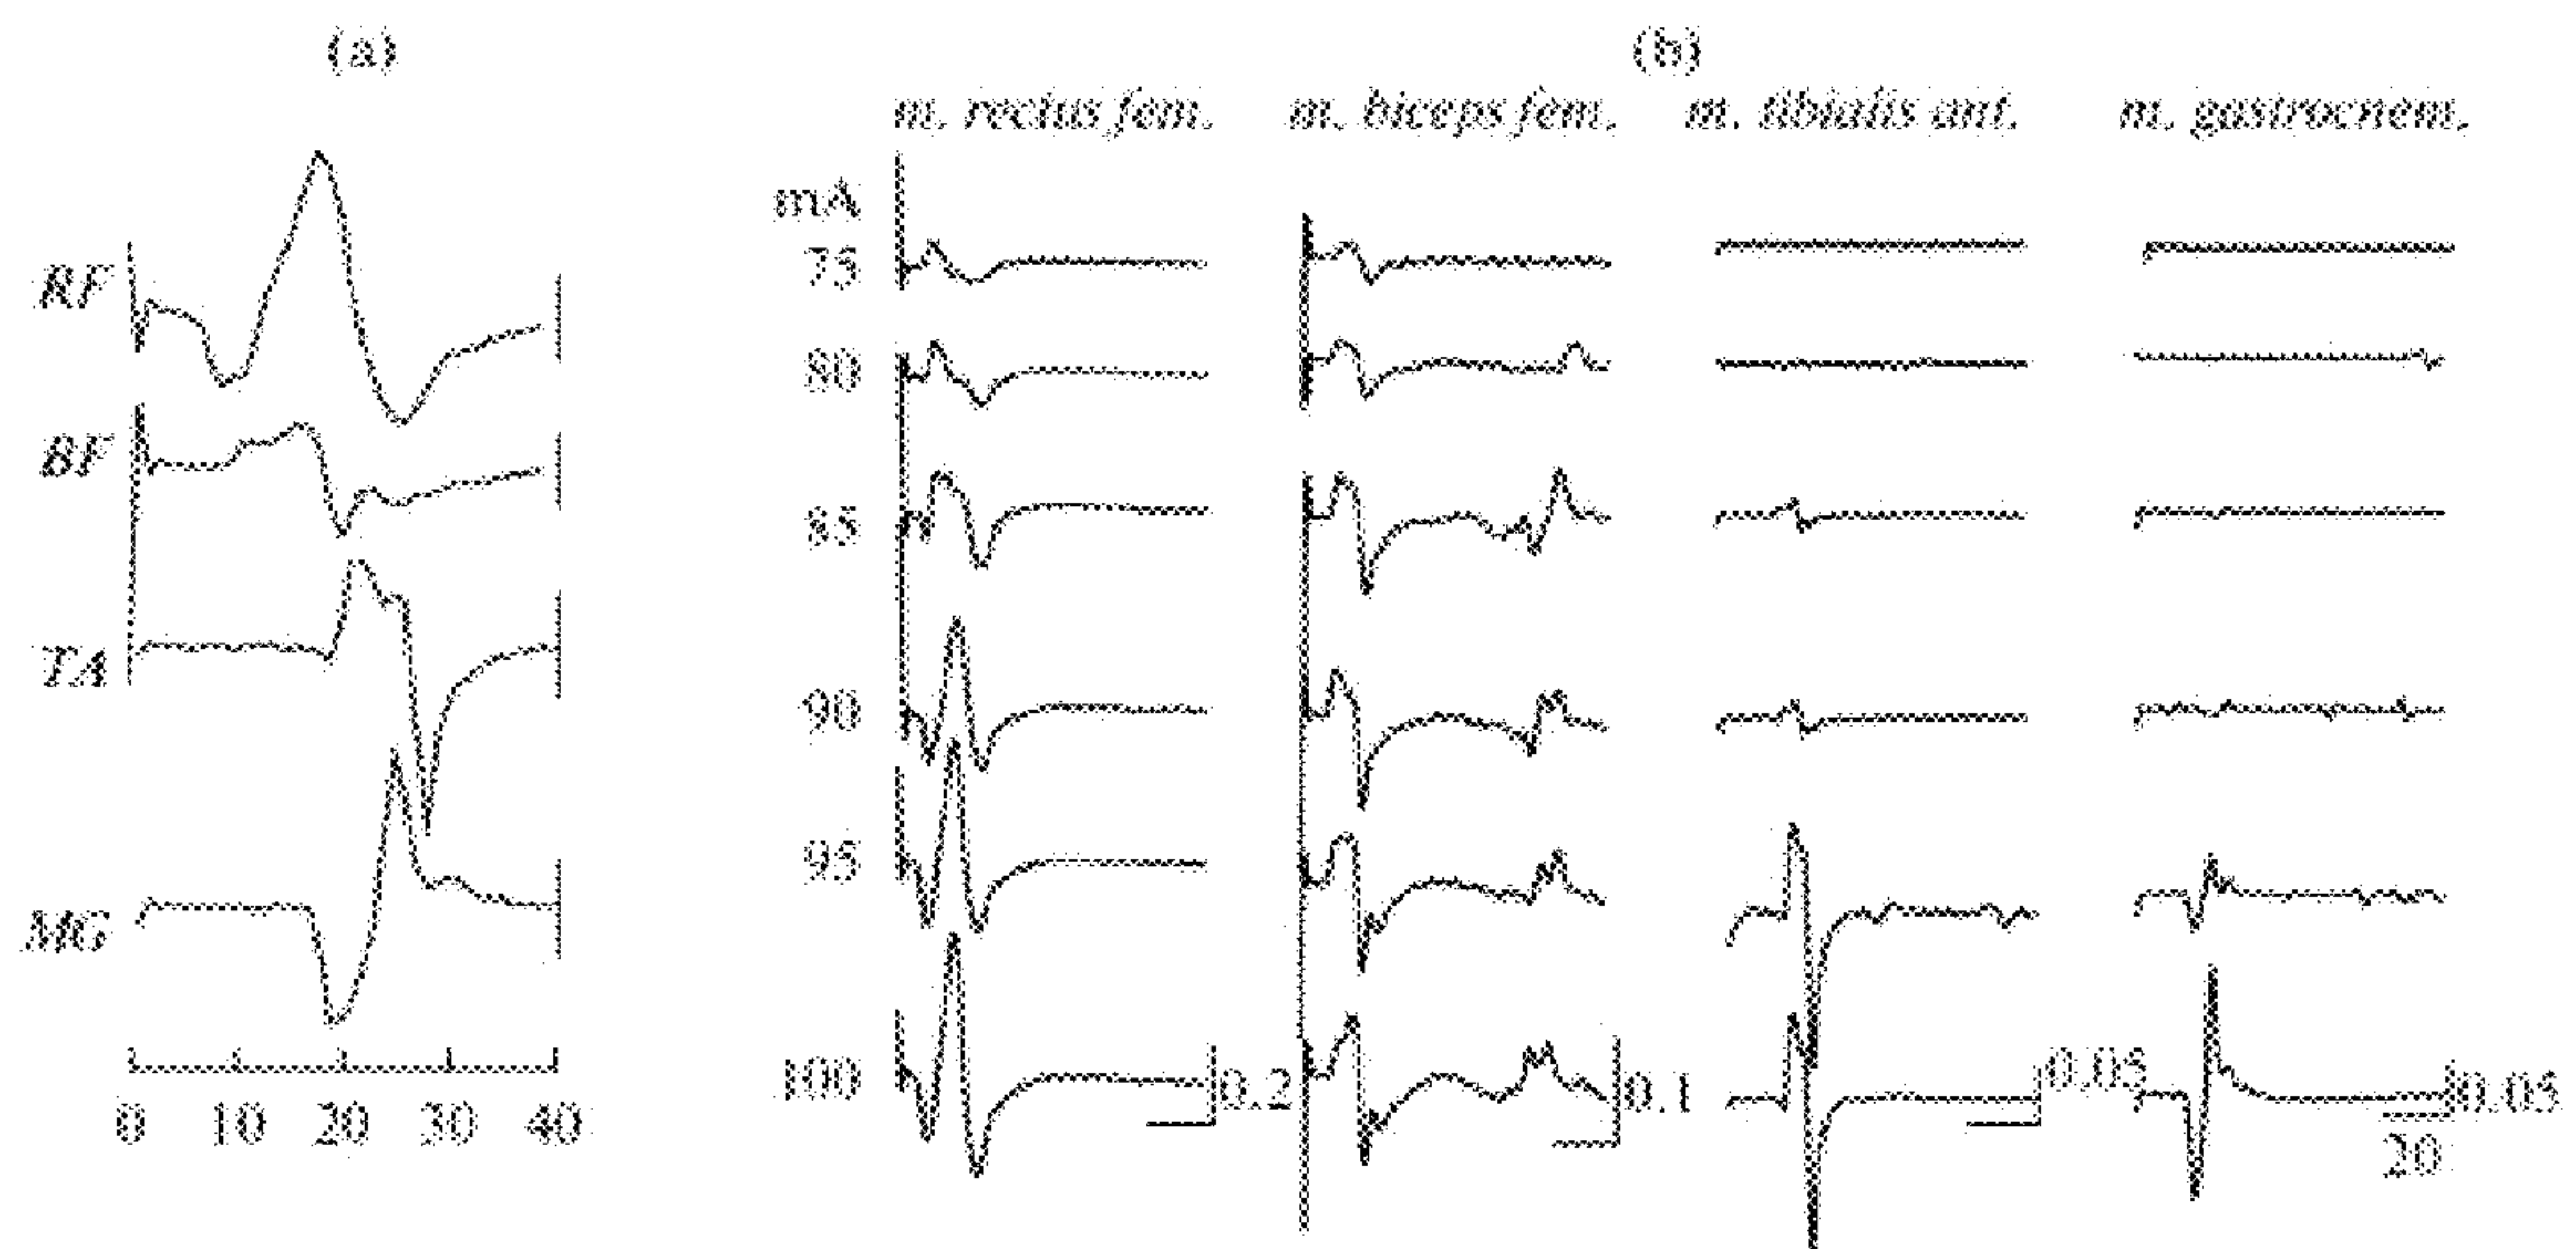 (a)
(b)
m. rectus fem.
m. biceps fem.
m. tibialis ant.
m. gastrocnem.
RF
BF
TA
MG
0 10 20 30 40
mA
75
80
85
90
95
100
0.2
0.1
0.05
0.05
20